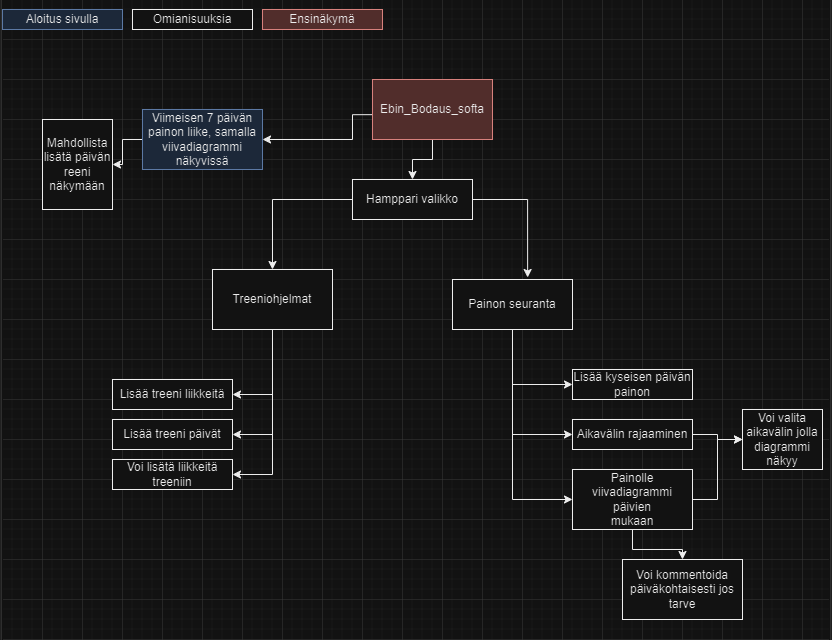 Aloitus sivulla
Omianisuuksia
Ensinäkymä
Ebin_Bodaus_softa
Viimeisen 7 päivän
painon liike, samalla
viivadiagrammi
näkyvissä
Mahdollista
lisätä päivän
reeni
näkymään
Hamppari valikko
Treeniohjelmat
Painon seuranta
Lisää treeni liikkeitä
Lisää treeni päivät
Voi lisätä liikkeitä
treeniin
Lisää kyseisen päivän
painon
Aikavälin rajaaminen
Painolle
viivadiagrammi
päivien
mukaan
Voi valita
aikavälin jolla
diagrammi
näkyy
Voi kommentoida
päiväkohtaisesti jos
tarve